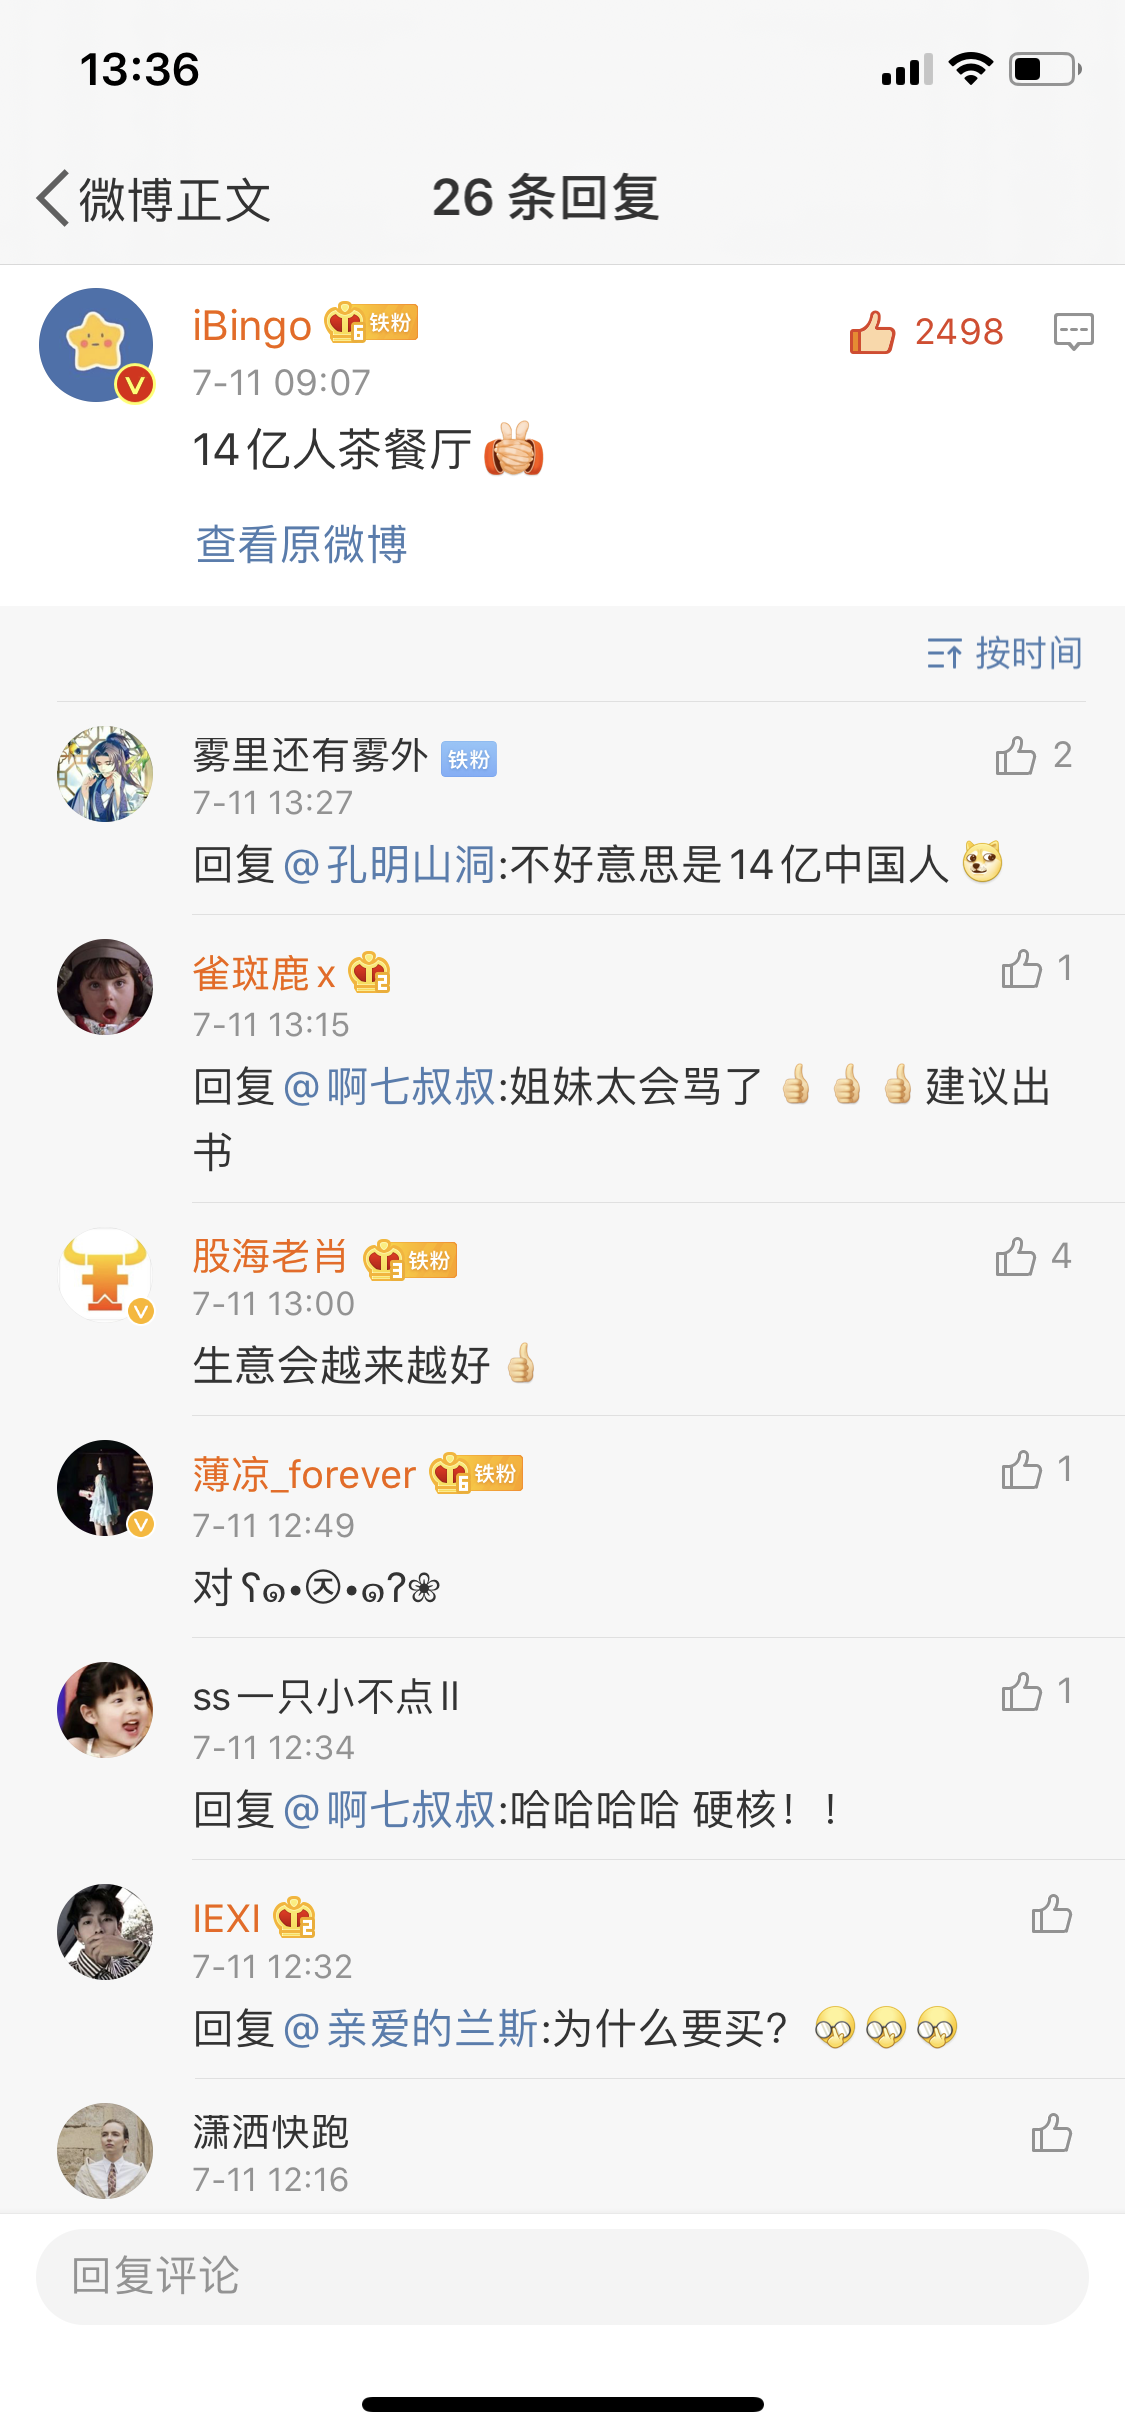 13:36
微博正文
26 条回复
iBingo 6 铁粉
2498
7-11 09:07
14亿人茶餐厅
查看原微博
按时间
雾里还有雾外 铁粉
2
7-11 13:27
回复@孔明山洞:不好意思是14亿中国人
雀斑鹿x 2
1
7-11 13:15
回复@啊七叔叔:姐妹太会骂了👍👍👍建议出
书
股海老肖 3 铁粉
4
7-11 13:00
生意会越来越好👍
薄凉_forever 6 铁粉
1
7-11 12:49
对ʕ๑•㉨•๑ʔ❀
ss一只小不点II
1
7-11 12:34
回复@啊七叔叔:哈哈哈哈 硬核！！
IEXI 2
7-11 12:32
回复@亲爱的兰斯:为什么要买？
潇洒快跑
7-11 12:16
回复评论